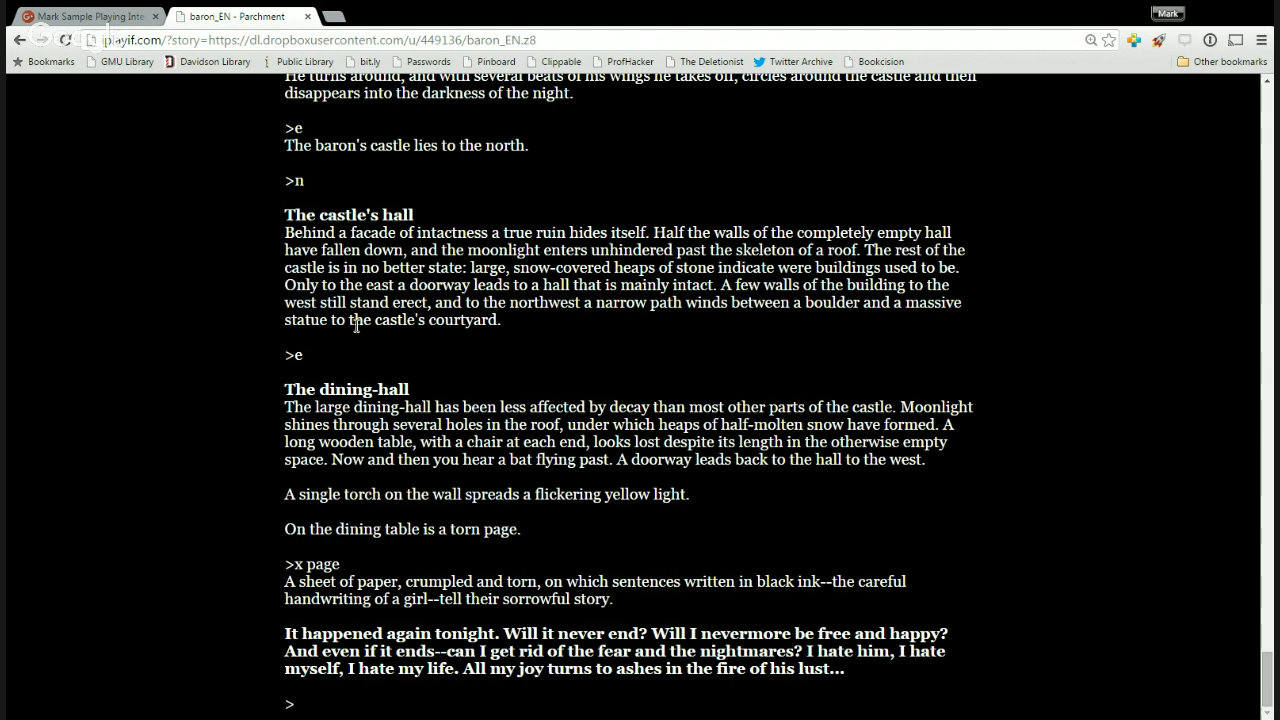 Mark Sample Playing Inte
baron_EN - Parchment
Mark
iplayif.com/?story=https://dl.dropboxusercontent.com/u/449136/baron_EN.z8
Bookmarks GMU Library Davidson Library Public Library bit.ly Passwords Pinboard Clippable ProfHacker The Deletionist Twitter Archive Bookcision Other bookmarks
He turns around, and with several beats of his wings he takes off, circles around the castle and then
disappears into the darkness of the night.
>e
The baron's castle lies to the north.
>n
The castle's hall
Behind a facade of intactness a true ruin hides itself. Half the walls of the completely empty hall
have fallen down, and the moonlight enters unhindered past the skeleton of a roof. The rest of the
castle is in no better state: large, snow-covered heaps of stone indicate were buildings used to be.
Only to the east a doorway leads to a hall that is mainly intact. A few walls of the building to the
west still stand erect, and to the northwest a narrow path winds between a boulder and a massive
statue to the castle's courtyard.
>e
The dining-hall
The large dining-hall has been less affected by decay than most other parts of the castle. Moonlight
shines through several holes in the roof, under which heaps of half-molten snow have formed. A
long wooden table, with a chair at each end, looks lost despite its length in the otherwise empty
space. Now and then you hear a bat flying past. A doorway leads back to the hall to the west.
A single torch on the wall spreads a flickering yellow light.
On the dining table is a torn page.
>x page
A sheet of paper, crumpled and torn, on which sentences written in black ink--the careful
handwriting of a girl--tell their sorrowful story.
It happened again tonight. Will it never end? Will I nevermore be free and happy?
And even if it ends--can I get rid of the fear and the nightmares? I hate him, I hate
myself, I hate my life. All my joy turns to ashes in the fire of his lust...
>